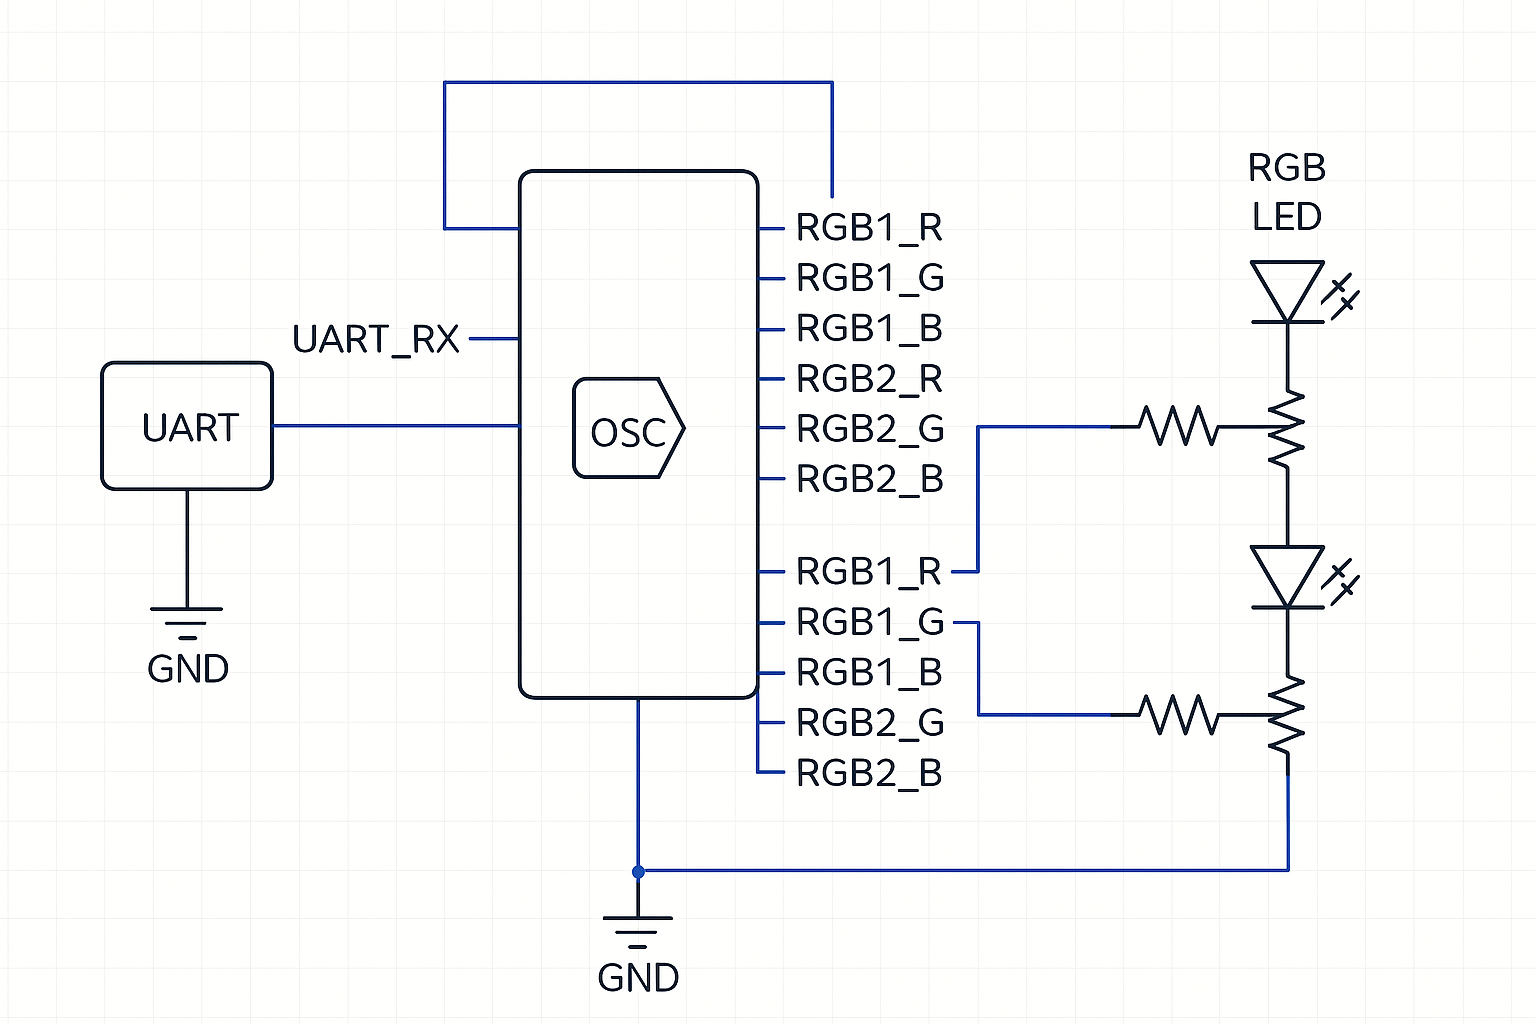 RGB
LED
RGB1_R
RGB1_G
RGB1_B
UART_RX
RGB2_R
UART
OSC
RGB2_G
RGB2_B
RGB1_R
RGB1_G
GND
RGB1_B
RGB2_G
RGB2_B
GND